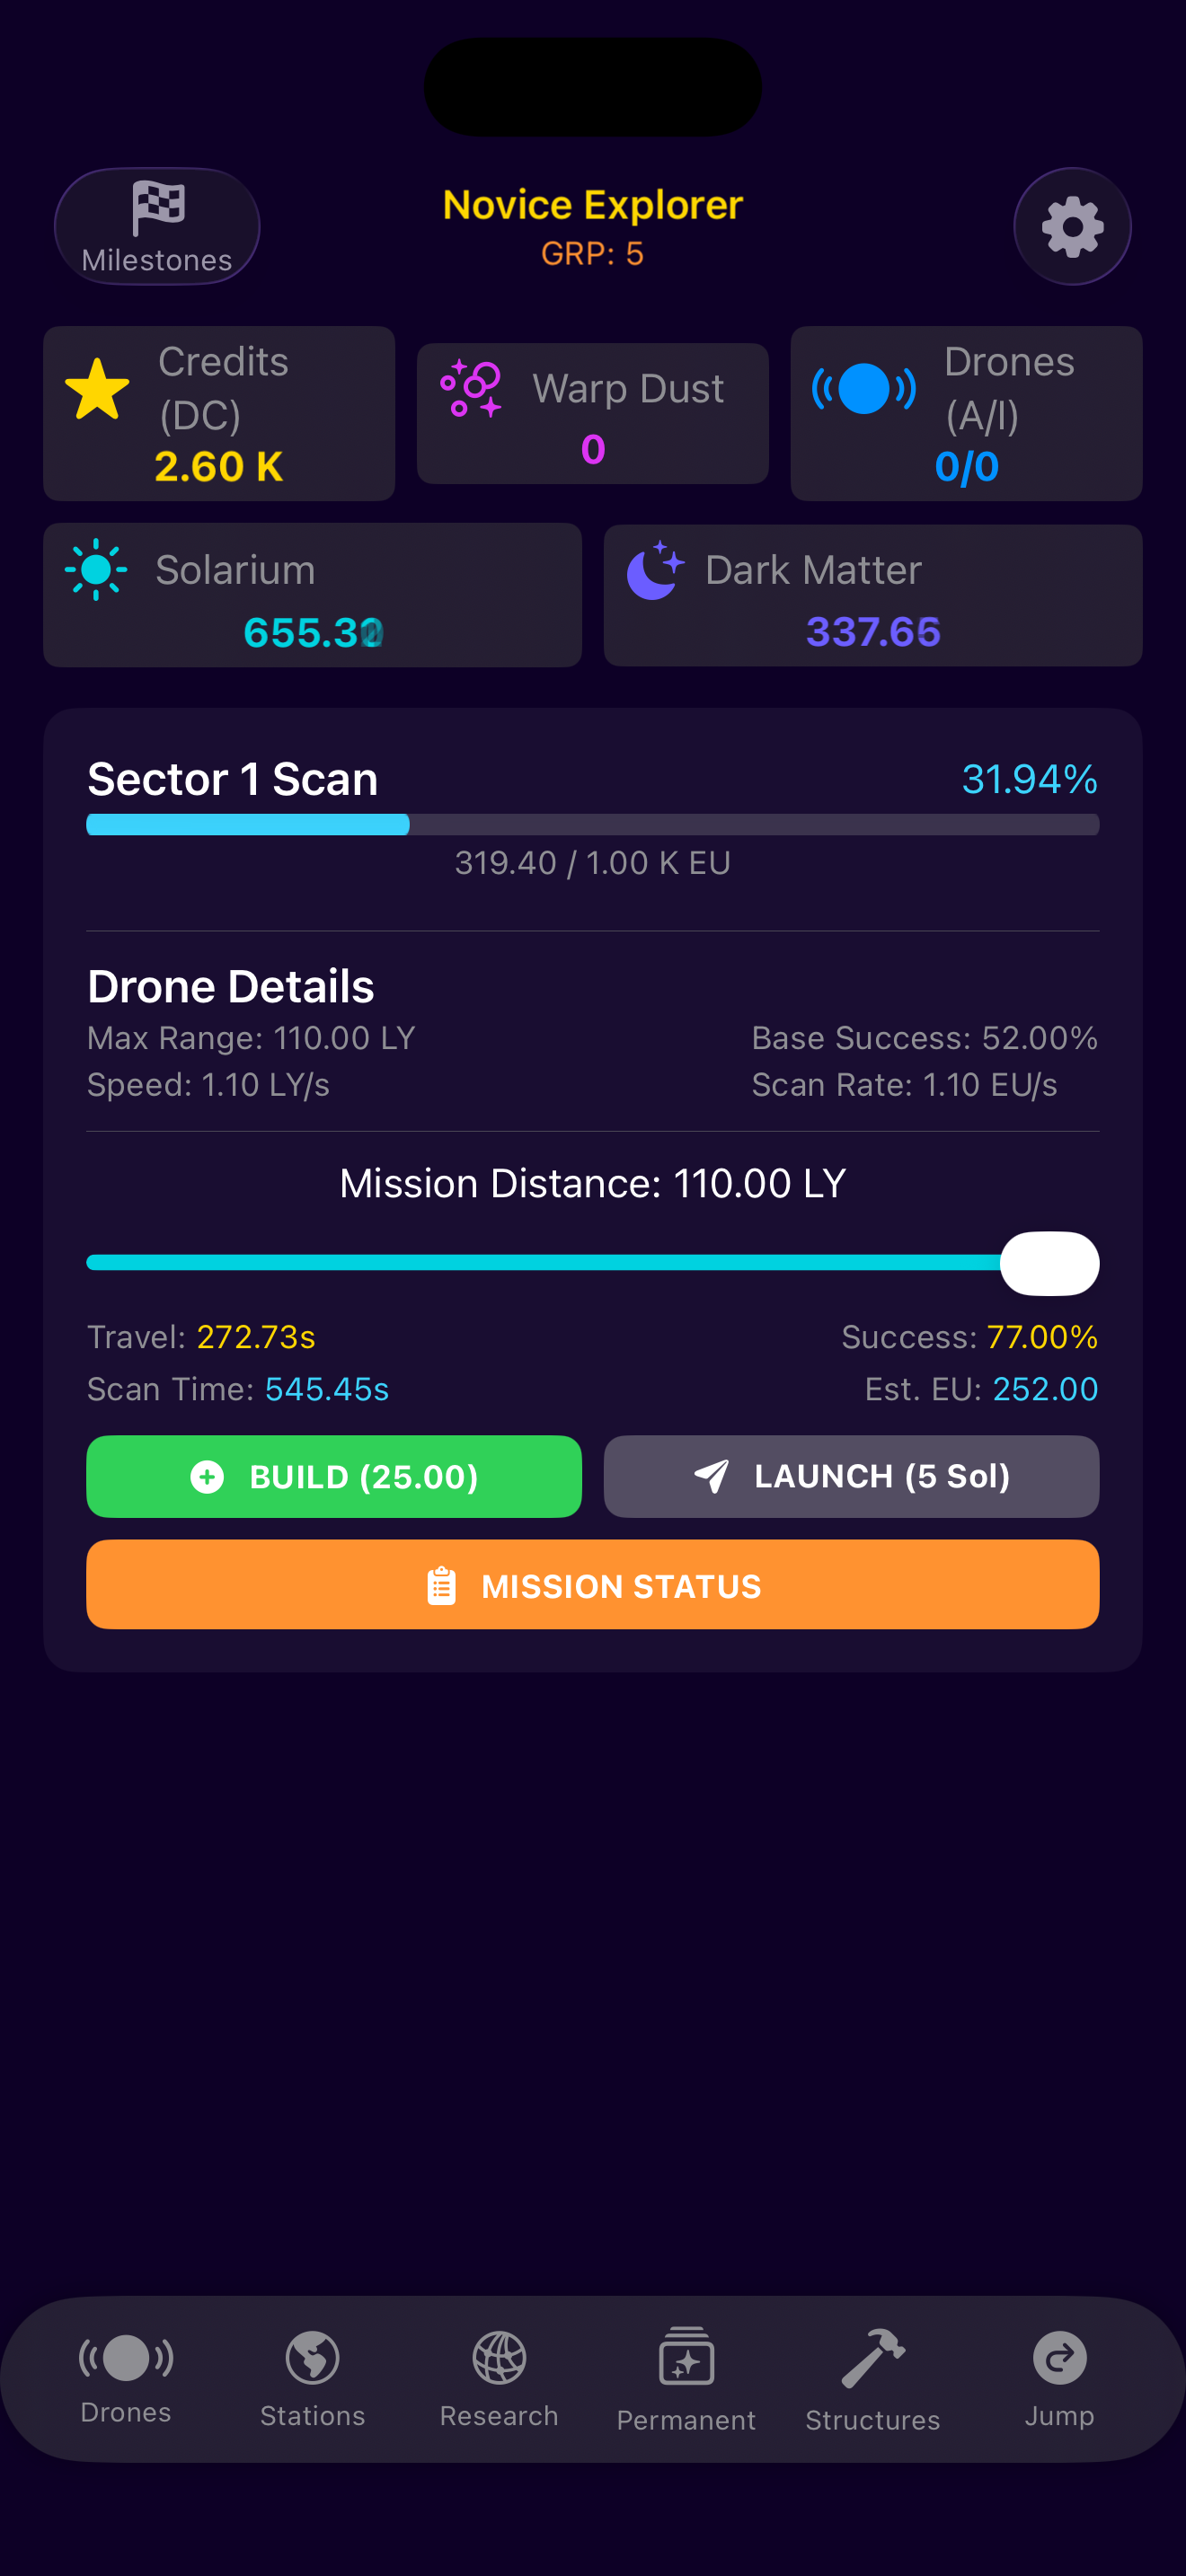 Milestones
Novice Explorer
GRP: 5
Credits
(DC)
2.60 K
Warp Dust
0
Drones
(A/I)
0/0
Solarium
Dark Matter
337.65
Sector 1 Scan
31.94%
319.40 / 1.00 K EU
Drone Details
Max Range: 110.00 LY
Base Success: 52.00%
Speed: 1.10 LY/s
Scan Rate: 1.10 EU/s
Mission Distance: 110.00 LY
Travel: 272.73s
Success: 77.00%
Scan Time: 545.45s
Est. EU: 252.00
BUILD (25.00)
LAUNCH (5 Sol)
MISSION STATUS
Drones
Stations
Research
Permanent
Structures
Jump